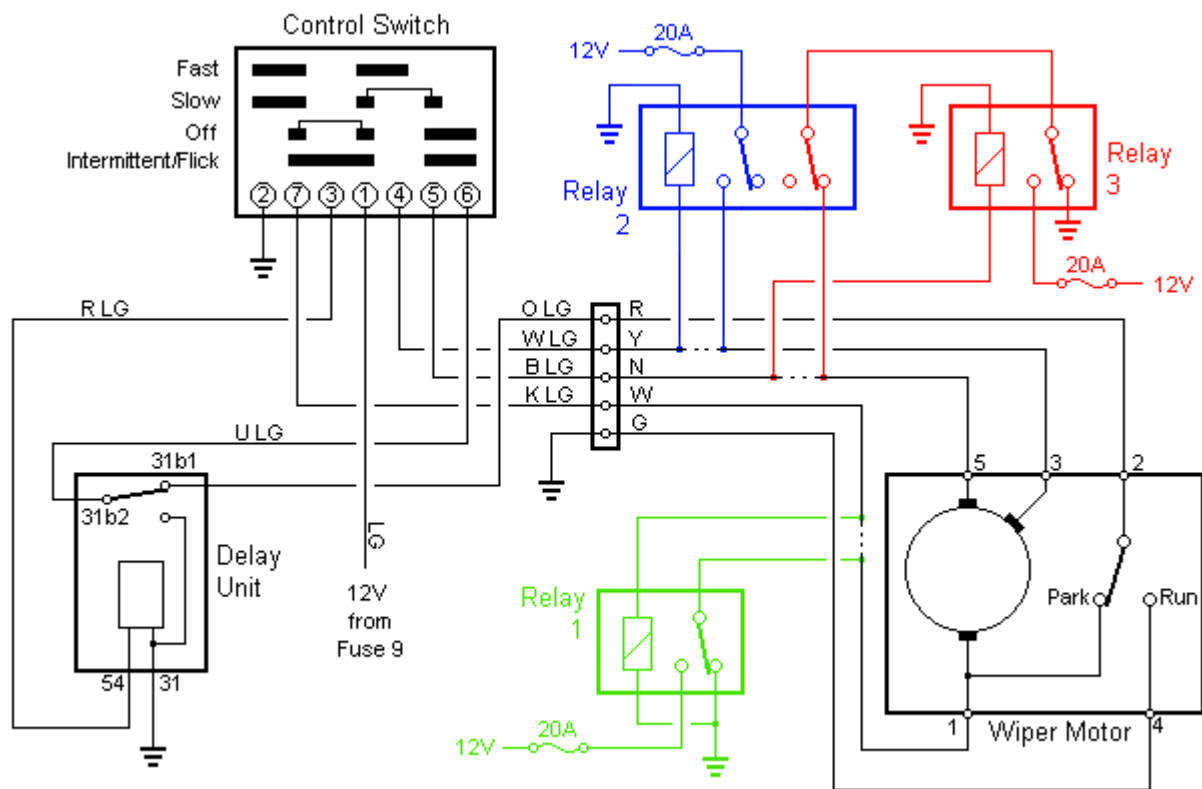 Control Switch
Fast
Slow
Off
Intermittent/Flick
2 7 3 1 4 5 6
20A
12V
Relay
2
Relay
3
20A
12V
R LG
O LG R
W LG Y
B LG N
K LG W
G
U LG
31b1
31b2
Delay
Unit
54 31
LG
12V
from
Fuse 9
Relay
1
20A
12V
5 3 2
Park Run
1 Wiper Motor 4